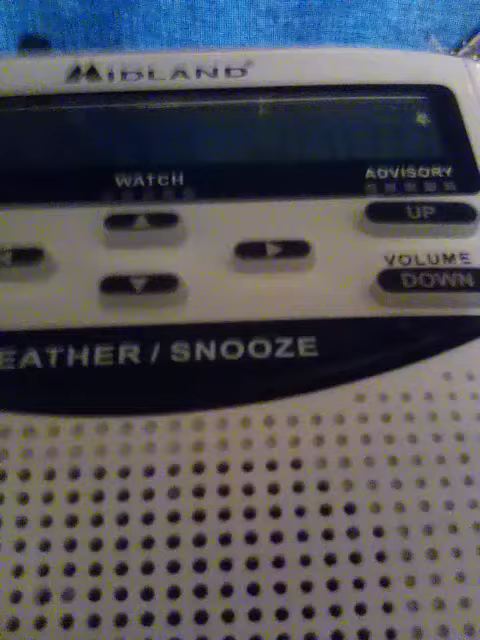 MIDLAND
WATCH
ADVISORY
UP
VOLUME
DOWN
EATHER / SNOOZE